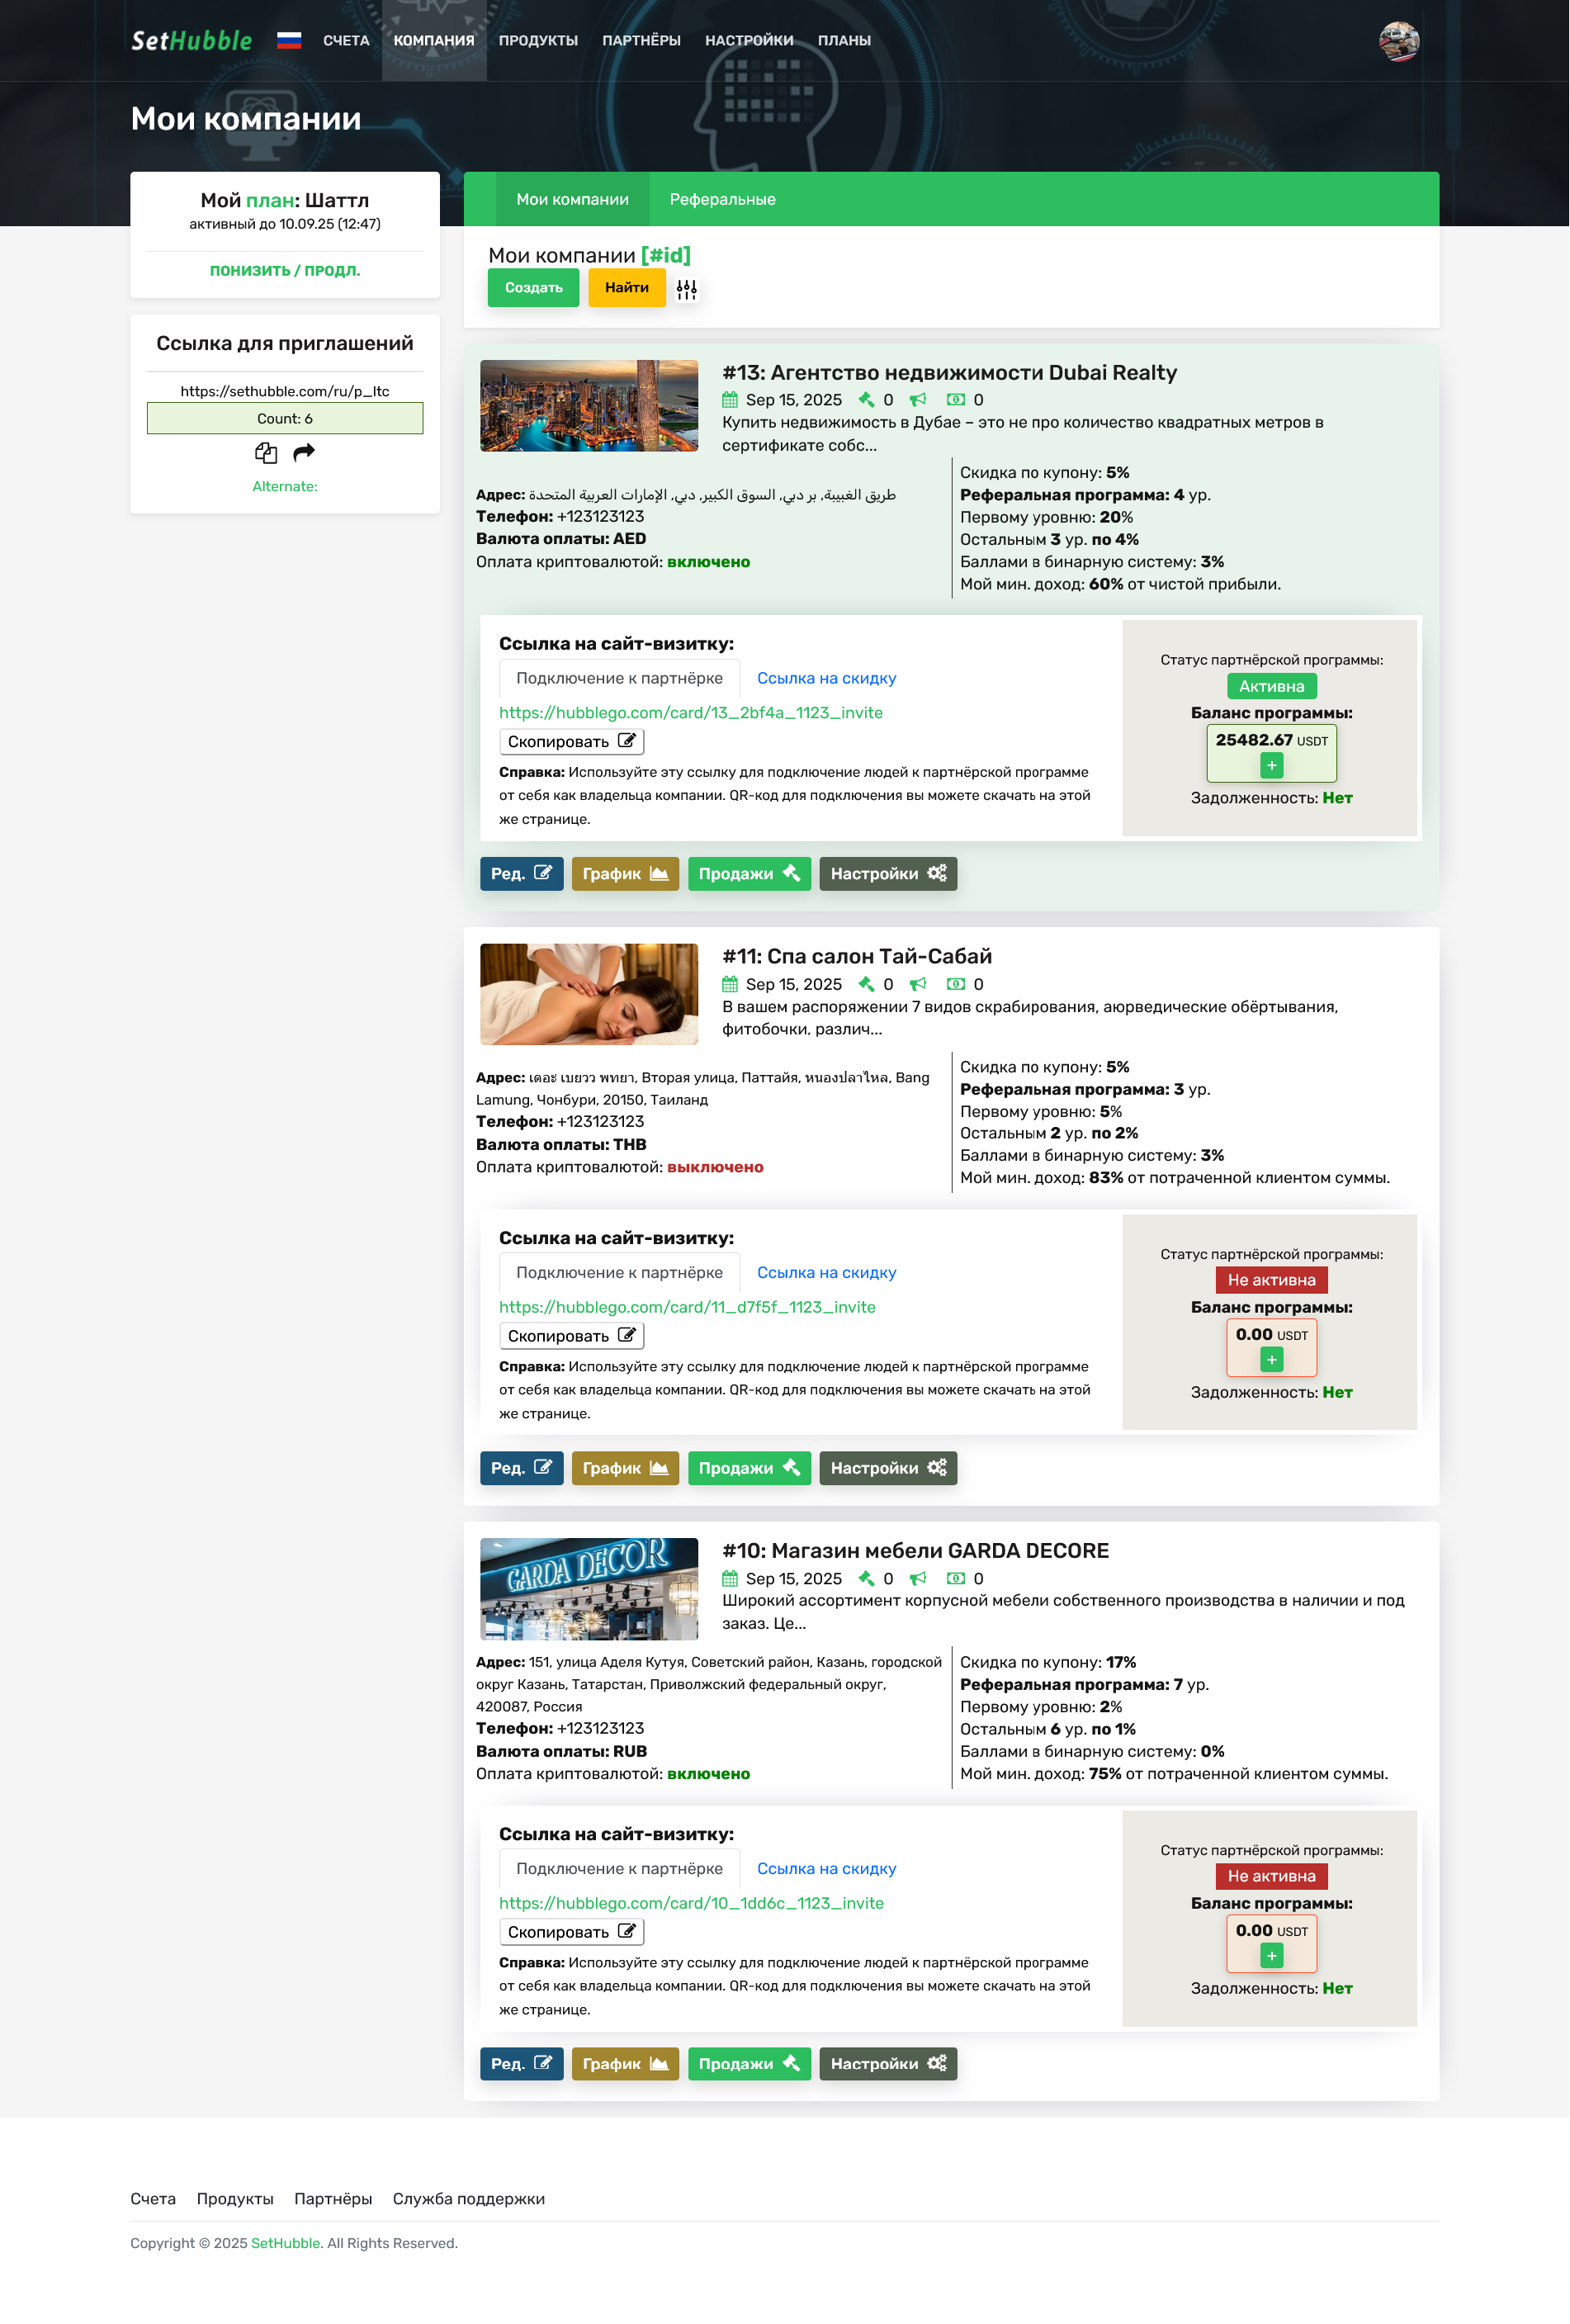 SetHubble
СЧЕТА КОМПАНИЯ ПРОДУКТЫ ПАРТНЁРЫ НАСТРОЙКИ ПЛАНЫ
Мои компании
Мой план: Шаттл
активный до 10.09.25 (12:47)
ПОНИЗИТЬ / ПРОДЛ.
Ссылка для приглашений
https://sethubble.com/ru/p_ltc
Count: 6
Alternate:
Мои компании Реферальные
Мои компании [#id]
Создать Найти
#13: Агентство недвижимости Dubai Realty
Sep 15, 2025 0 0
Купить недвижимость в Дубае – это не про количество квадратных метров в
сертификате собс...
Адрес: طريق الغبيبة, بر دبي, السوق الكبير, دبي, الإمارات العربية المتحدة
Телефон: +123123123
Валюта оплаты: AED
Оплата криптовалютой: включено
Скидка по купону: 5%
Реферальная программа: 4 ур.
Первому уровню: 20%
Остальным 3 ур. по 4%
Баллами в бинарную систему: 3%
Мой мин. доход: 60% от чистой прибыли.
Ссылка на сайт-визитку:
Подключение к партнёрке Ссылка на скидку
https://hubblego.com/card/13_2bf4a_1123_invite
Скопировать
Справка: Используйте эту ссылку для подключение людей к партнёрской программе
от себя как владельца компании. QR-код для подключения вы можете скачать на этой
же странице.
Статус партнёрской программы:
Активна
Баланс программы:
25482.67 USDT
+
Задолженность: Нет
Ред. График Продажи Настройки
#11: Спа салон Тай-Сабай
Sep 15, 2025 0 0
В вашем распоряжении 7 видов скрабирования, аюрведические обёртывания,
фитобочки, различ...
Адрес: เดอะ เบยวว พทยา, Вторая улица, Паттайя, หนองปลาไหล, Bang
Lamung, Чонбури, 20150, Таиланд
Телефон: +123123123
Валюта оплаты: THB
Оплата криптовалютой: выключено
Скидка по купону: 5%
Реферальная программа: 3 ур.
Первому уровню: 5%
Остальным 2 ур. по 2%
Баллами в бинарную систему: 3%
Мой мин. доход: 83% от потраченной клиентом суммы.
Ссылка на сайт-визитку:
Подключение к партнёрке Ссылка на скидку
https://hubblego.com/card/11_d7f5f_1123_invite
Скопировать
Справка: Используйте эту ссылку для подключение людей к партнёрской программе
от себя как владельца компании. QR-код для подключения вы можете скачать на этой
же странице.
Статус партнёрской программы:
Не активна
Баланс программы:
0.00 USDT
+
Задолженность: Нет
Ред. График Продажи Настройки
GARDA DECOR
#10: Магазин мебели GARDA DECORE
Sep 15, 2025 0 0
Широкий ассортимент корпусной мебели собственного производства в наличии и под
заказ. Це...
Адрес: 151, улица Аделя Кутуя, Советский район, Казань, городской
округ Казань, Татарстан, Приволжский федеральный округ,
420087, Россия
Телефон: +123123123
Валюта оплаты: RUB
Оплата криптовалютой: включено
Скидка по купону: 17%
Реферальная программа: 7 ур.
Первому уровню: 2%
Остальным 6 ур. по 1%
Баллами в бинарную систему: 0%
Мой мин. доход: 75% от потраченной клиентом суммы.
Ссылка на сайт-визитку:
Подключение к партнёрке Ссылка на скидку
https://hubblego.com/card/10_1dd6c_1123_invite
Скопировать
Справка: Используйте эту ссылку для подключение людей к партнёрской программе
от себя как владельца компании. QR-код для подключения вы можете скачать на этой
же странице.
Статус партнёрской программы:
Не активна
Баланс программы:
0.00 USDT
+
Задолженность: Нет
Ред. График Продажи Настройки
Счета Продукты Партнёры Служба поддержки
Copyright © 2025 SetHubble. All Rights Reserved.